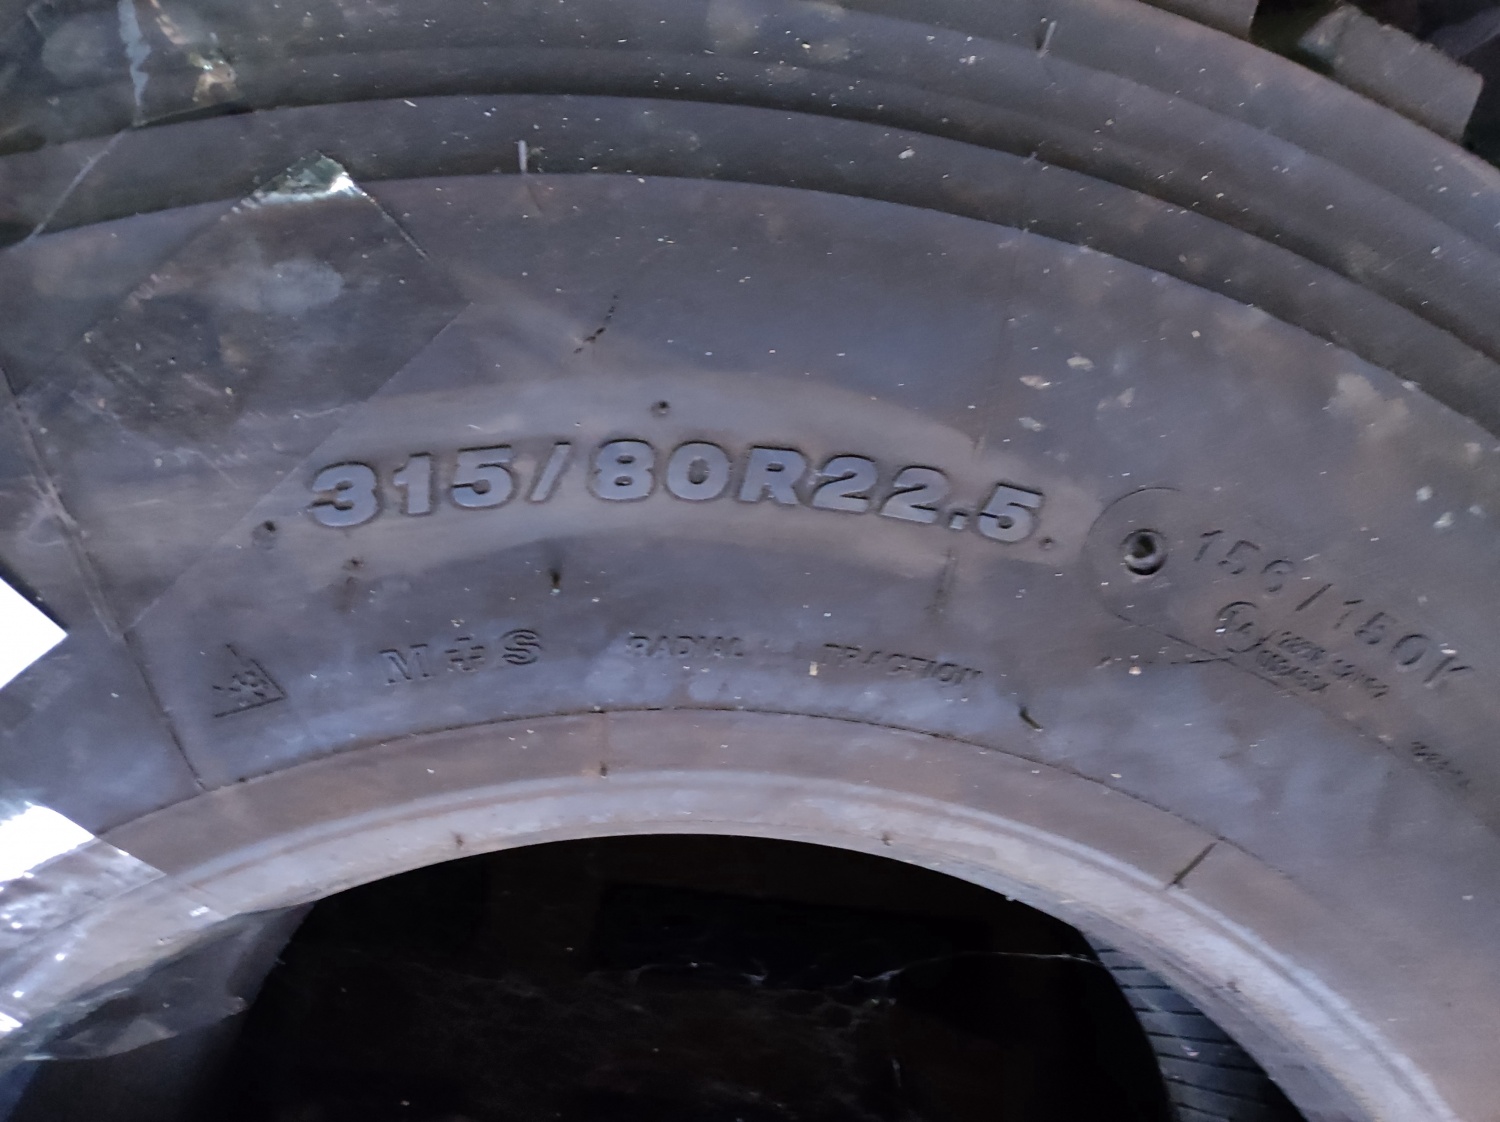 315/80R22.5
156/150K
M+S
RADIAL TRACTION